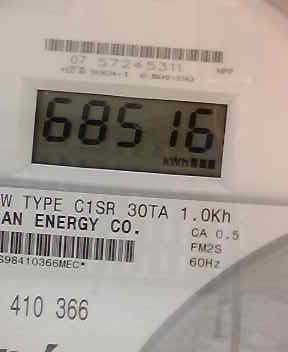 07 57245311
68516
kWh
W TYPE C1SR 30TA 1.0Kh
AN ENERGY CO.
CA 0.5
FM2S
60Hz
S98410366MEC*
410 366